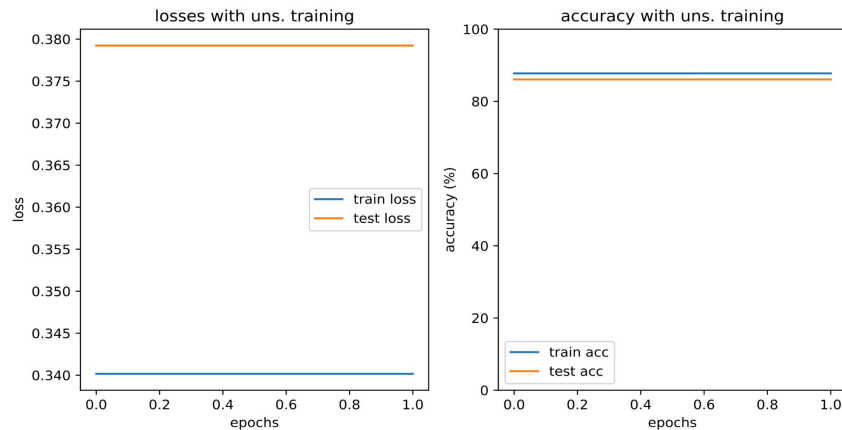 losses with uns. training
0.380
0.375
0.370
0.365
0.360
0.355
0.350
0.345
0.340
loss
train loss
test loss
0.0 0.2 0.4 0.6 0.8 1.0
epochs
accuracy with uns. training
100
80
60
40
20
0
accuracy (%)
train acc
test acc
0.0 0.2 0.4 0.6 0.8 1.0
epochs